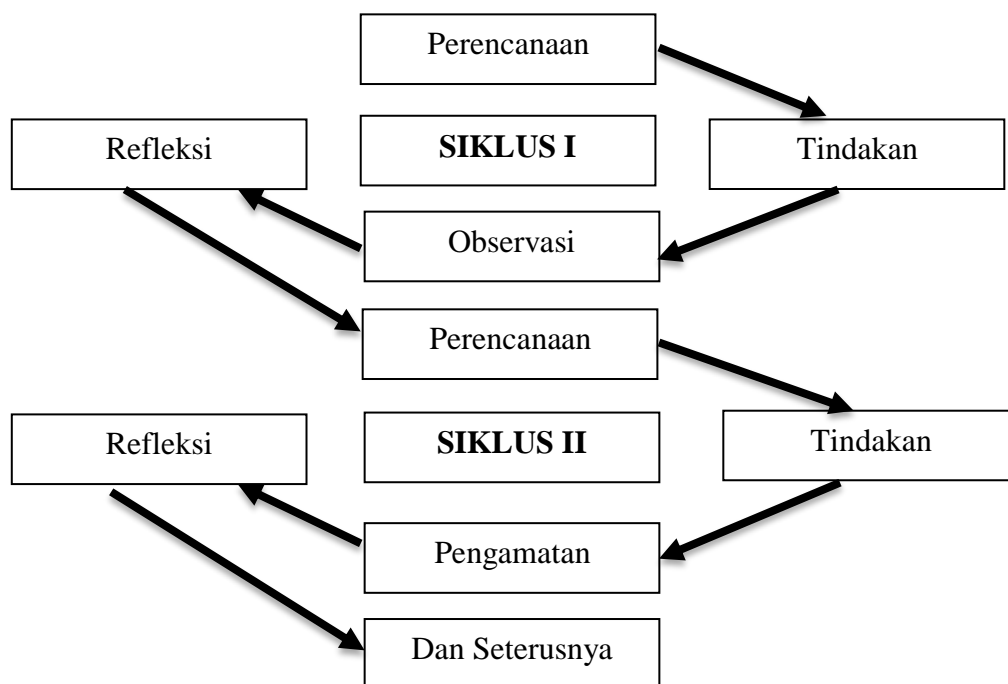 Perencanaan
Refleksi
SIKLUS I
Tindakan
Observasi
Perencanaan
Refleksi
SIKLUS II
Tindakan
Pengamatan
Dan Seterusnya